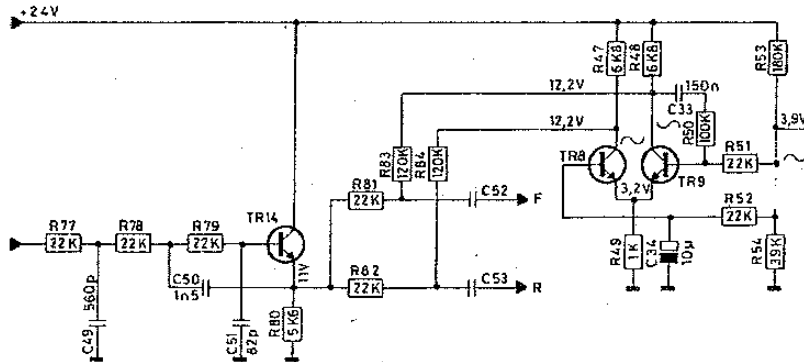 +24V
R47
6K8
R48
6K8
R53
180K
12,2V
150n
C33
R50
100K
3,9V
12,2V
R83
120K
R84
120K
TR8
TR9
R51
22K
3,2V
R81
22K
C52
F
R52
22K
TR14
R77
22K
R78
22K
R79
22K
11V
R49
1K
C34
10µ
R54
39K
C50
1n5
R82
22K
C53
R
560p
C49
C51
82p
R80
5K6